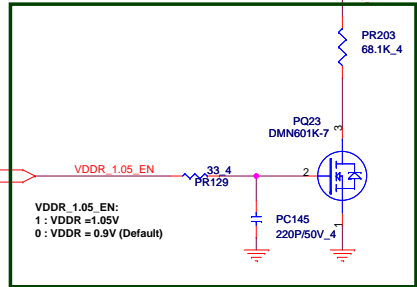 PR203
68.1K_4
PQ23
DMN601K-7
3
VDDR_1.05_EN
33_4
PR129
2
1
VDDR_1.05_EN:
1 : VDDR =1.05V
0 : VDDR = 0.9V (Default)
PC145
220P/50V_4